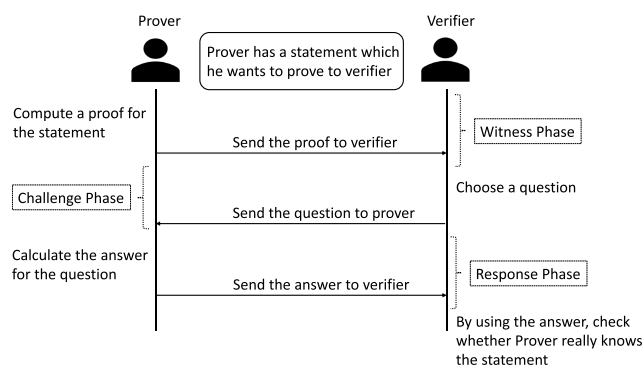 Prover
Verifier
Prover has a statement which
he wants to prove to verifier
Compute a proof for
the statement
Send the proof to verifier
Witness Phase
Choose a question
Challenge Phase
Send the question to prover
Calculate the answer
for the question
Send the answer to verifier
Response Phase
By using the answer, check
whether Prover really knows
the statement